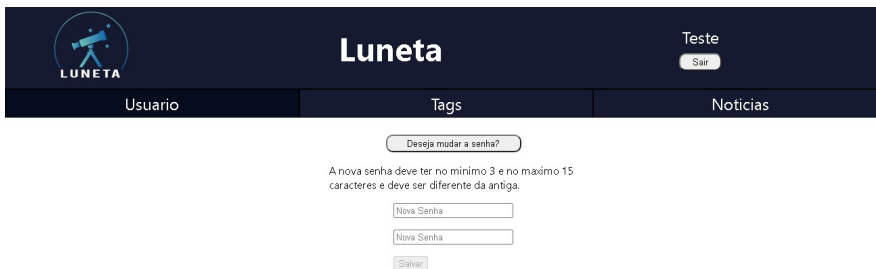 LUNETA
Luneta
Teste
Sair
Usuario
Tags
Noticias
Deseja mudar a senha?
A nova senha deve ter no minimo 3 e no maximo 15
caracteres e deve ser diferente da antiga.
Nova Senha
Nova Senha
Salvar